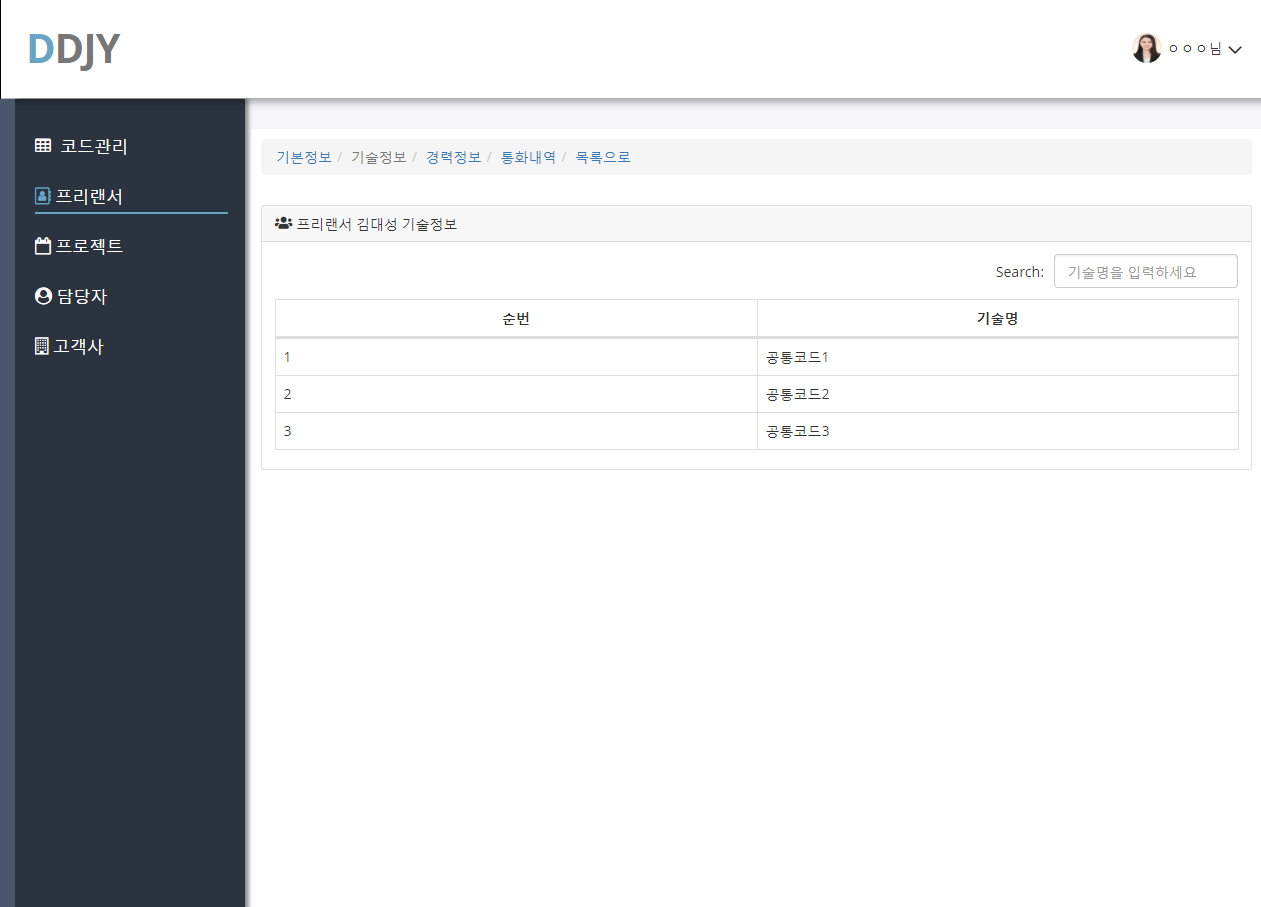 DDJY
ㅇㅇㅇ님
코드관리
프리랜서
프로젝트
담당자
고객사
기본정보 / 기술정보 / 경력정보 / 통화내역 / 목록으로
프리랜서 김대성 기술정보
Search: 기술명을 입력하세요
순번 기술명
1 공통코드1
2 공통코드2
3 공통코드3